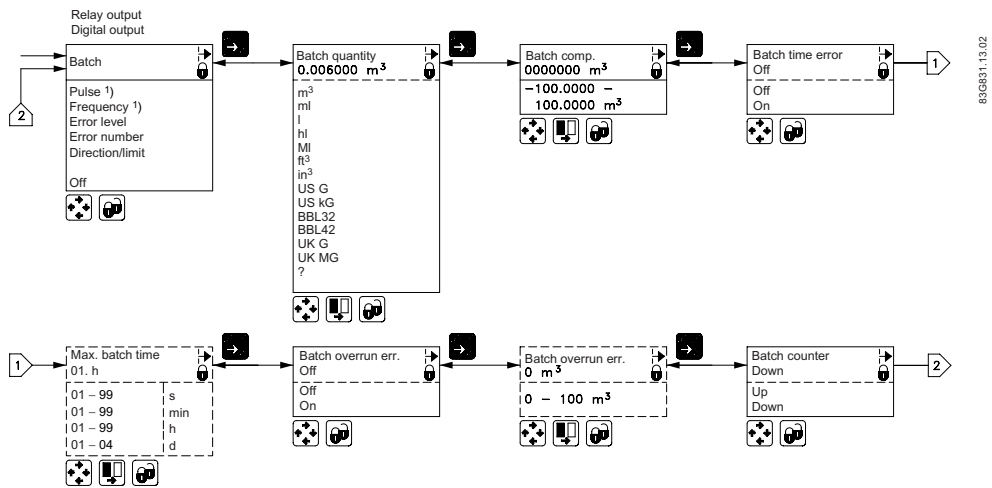 Relay output
Digital output
Batch
Pulse 1)
Frequency 1)
Error level
Error number
Direction/limit
Off
2
Batch quantity
0.006000 m³
m³
ml
l
hl
Ml
ft³
in³
US G
US kG
BBL32
BBL42
UK G
UK MG
?
Batch comp.
0000000 m³
−100.0000 −
100.0000 m³
Batch time error
Off
Off
On
1
83G831.13.02
1
Max. batch time
01. h
01 – 99 s
01 – 99 min
01 – 99 h
01 – 04 d
Batch overrun err.
Off
Off
On
Batch overrun err.
0 m³
0 − 100 m³
Batch counter
Down
Up
Down
2